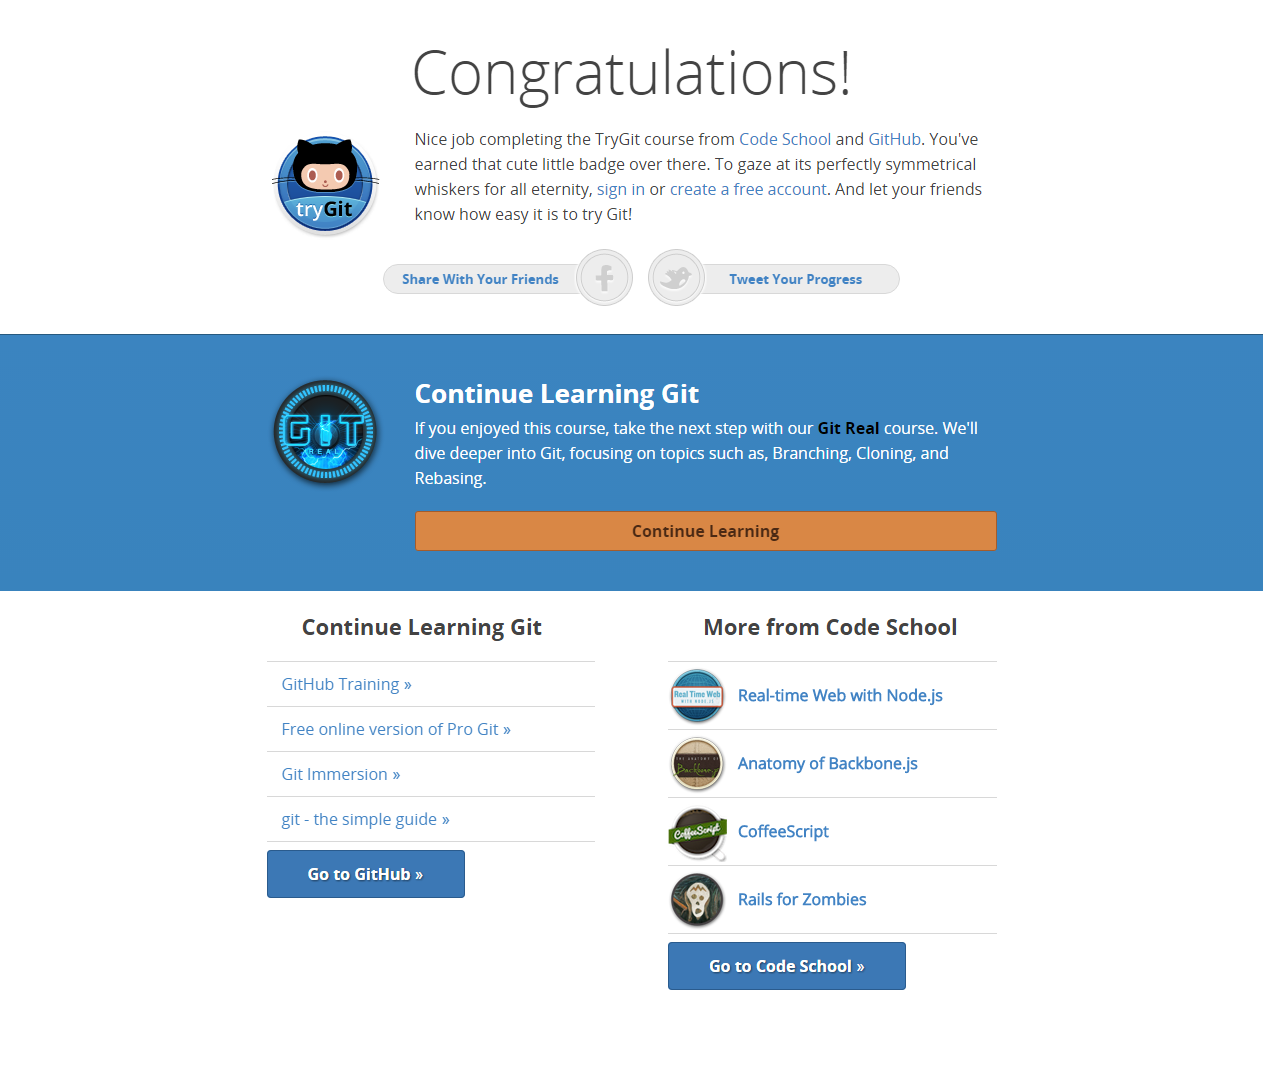 Congratulations!
Nice job completing the TryGit course from Code School and GitHub. You've
earned that cute little badge over there. To gaze at its perfectly symmetrical
whiskers for all eternity, sign in or create a free account. And let your friends
know how easy it is to try Git!
tryGit
Share With Your Friends
Tweet Your Progress
GIT
REAL
Continue Learning Git
If you enjoyed this course, take the next step with our Git Real course. We'll
dive deeper into Git, focusing on topics such as, Branching, Cloning, and
Rebasing.
Continue Learning
Continue Learning Git
GitHub Training »
Free online version of Pro Git »
Git Immersion »
git - the simple guide »
Go to GitHub »
More from Code School
Real Time Web
WITH NODE JS
Real-time Web with Node.js
THE ANATOMY OF
Backbone.js
Anatomy of Backbone.js
CoffeeScript
CoffeeScript
Rails for Zombies
Go to Code School »